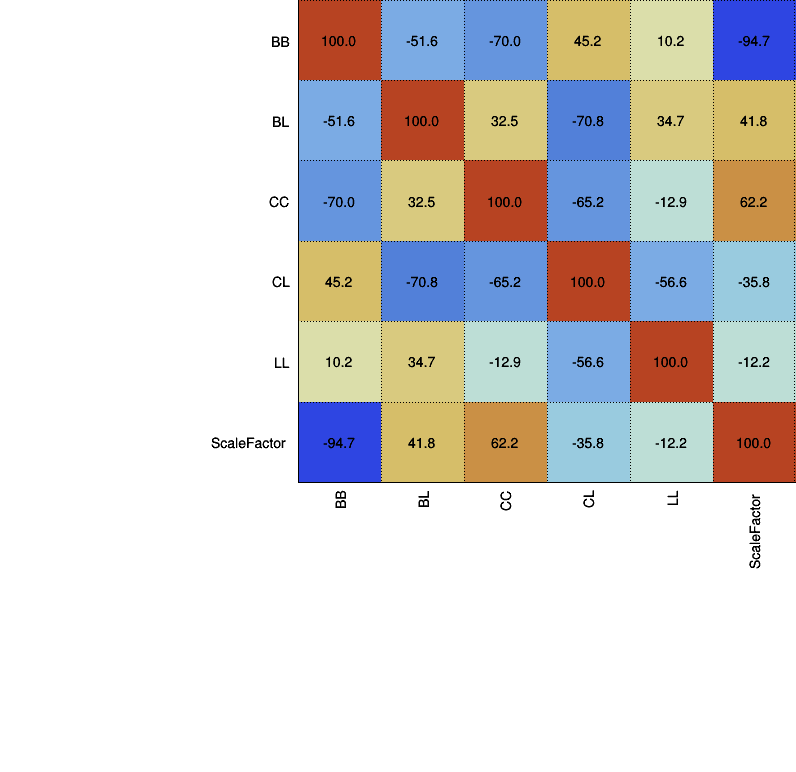 BB 100.0 -51.6 -70.0 45.2 10.2 -94.7
BL -51.6 100.0 32.5 -70.8 34.7 41.8
CC -70.0 32.5 100.0 -65.2 -12.9 62.2
CL 45.2 -70.8 -65.2 100.0 -56.6 -35.8
LL 10.2 34.7 -12.9 -56.6 100.0 -12.2
ScaleFactor -94.7 41.8 62.2 -35.8 -12.2 100.0
BB BL CC CL LL ScaleFactor